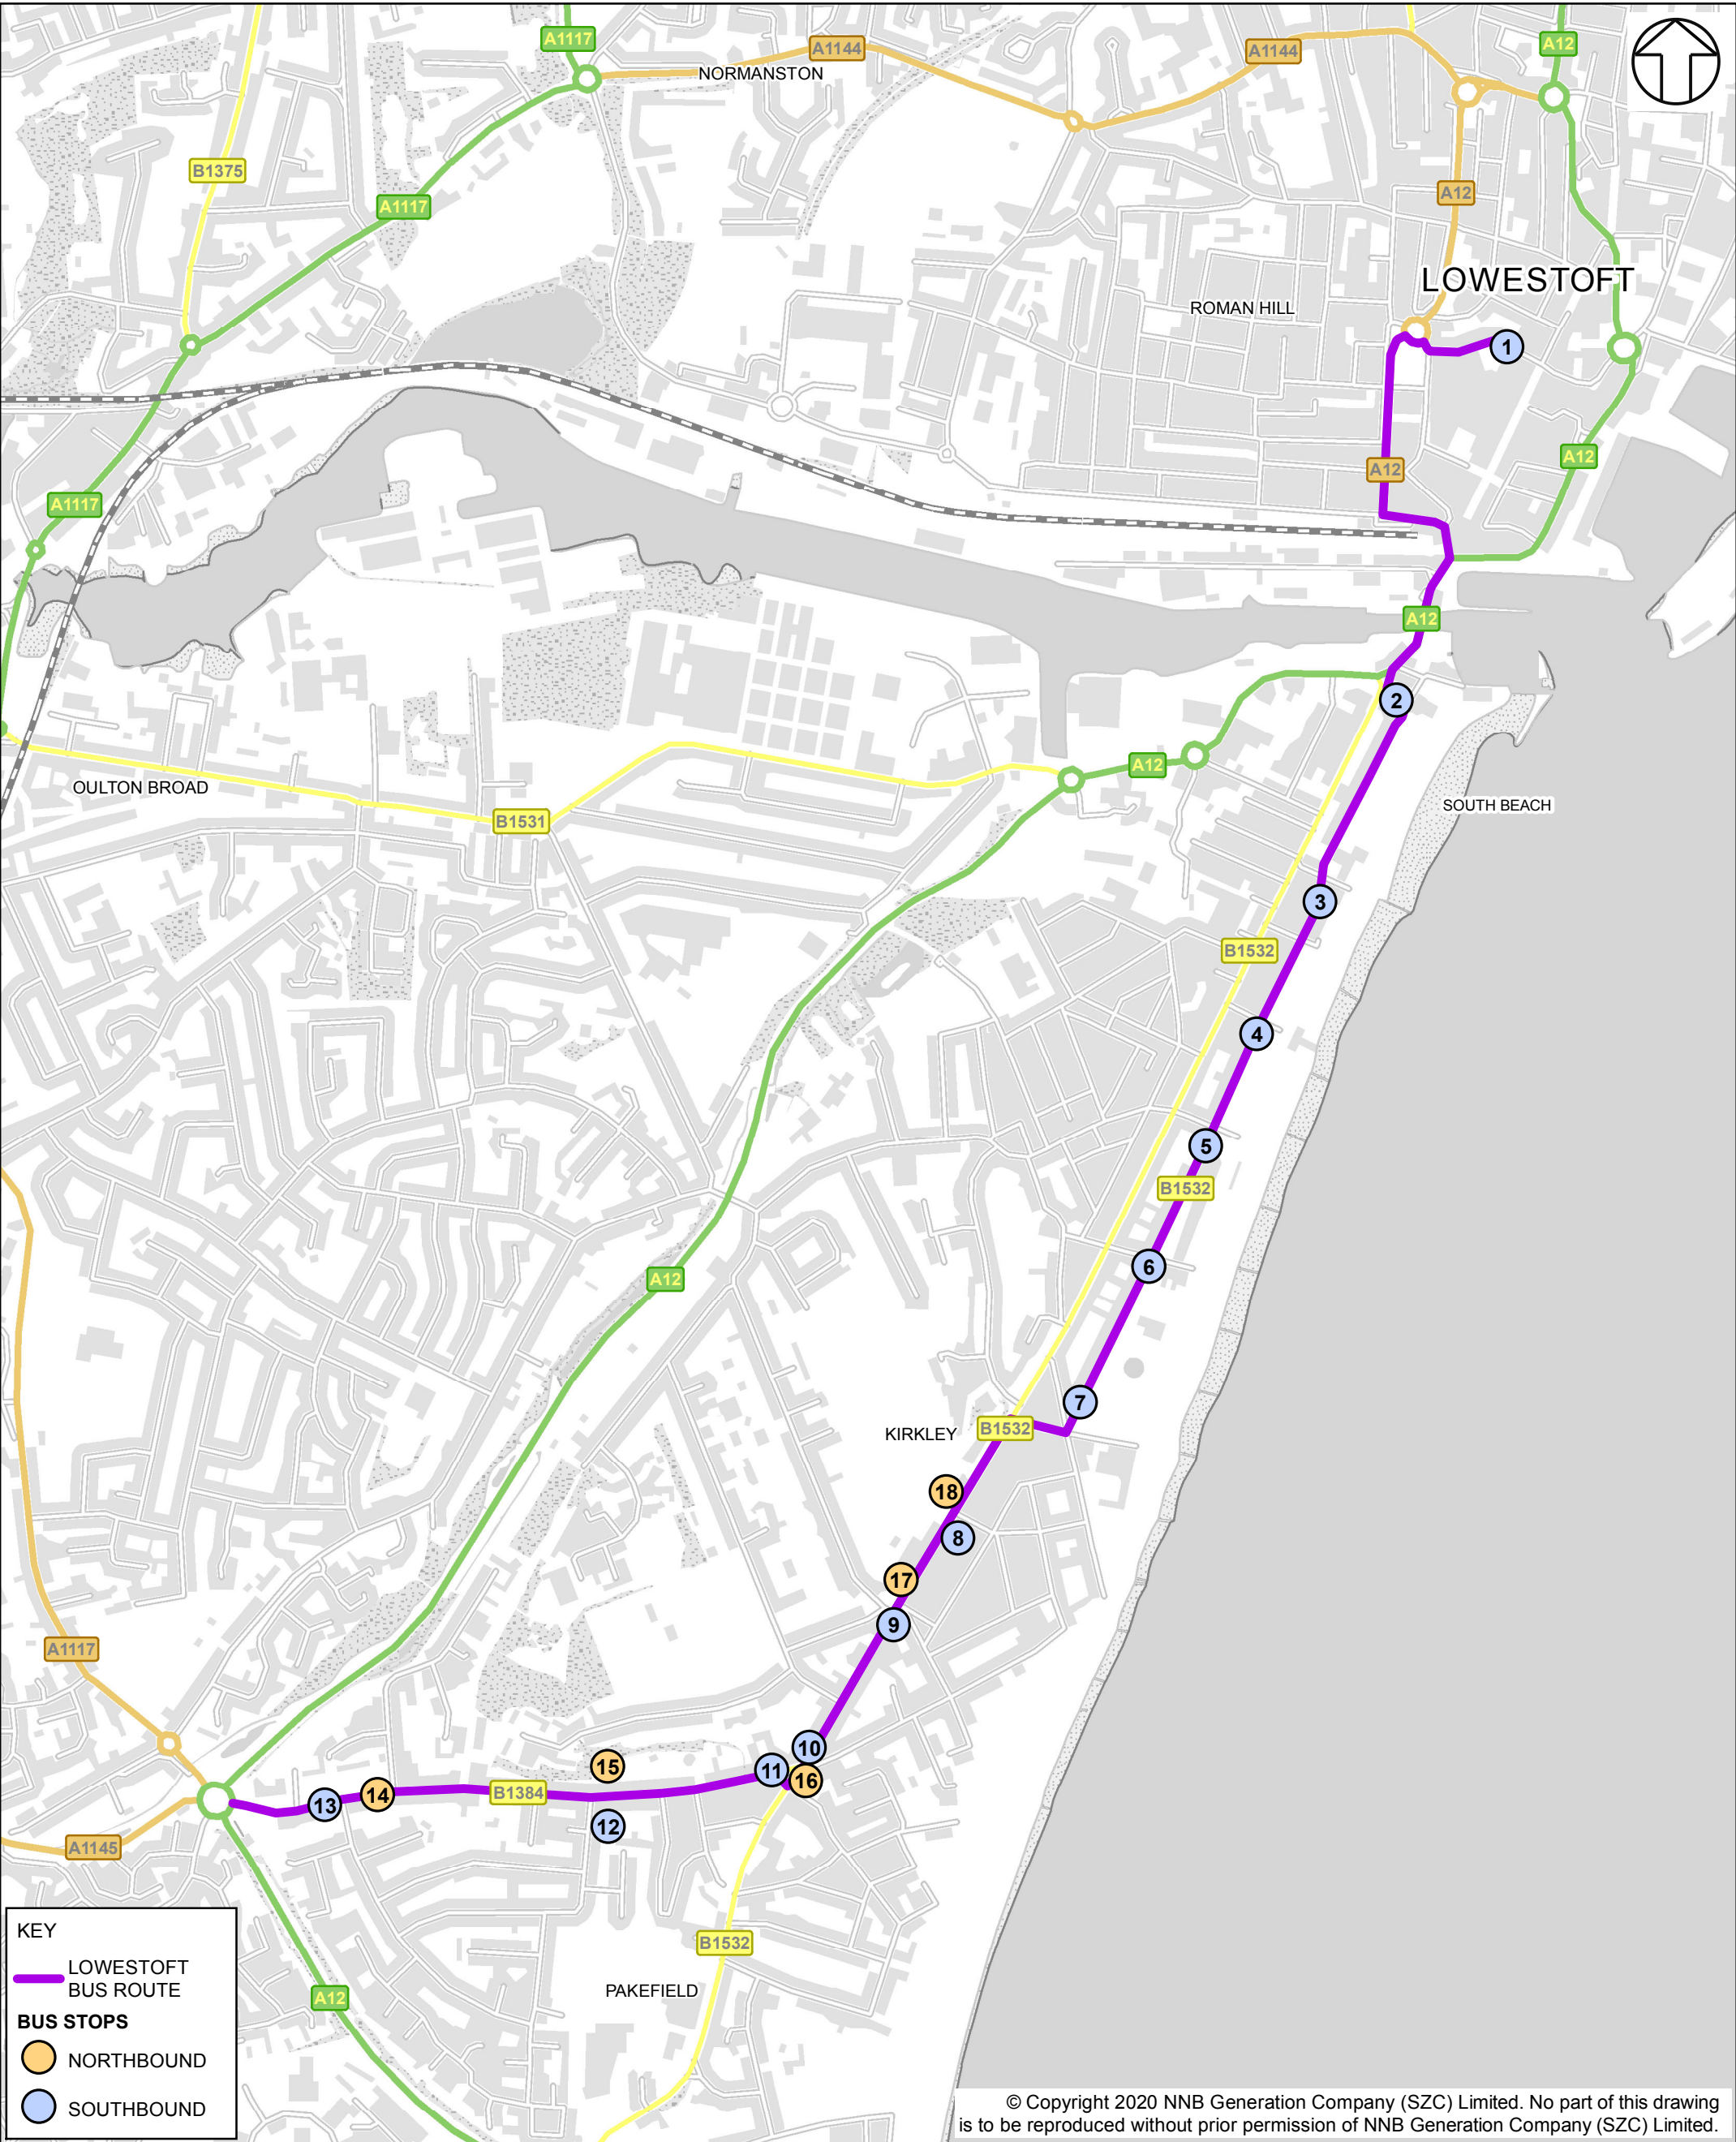 A1117
A1144
NORMANSTON
A1144
A12
B1375
A1117
A12
LOWESTOFT
ROMAN HILL
1
A12
A12
A1117
A12
2
A12
OULTON BROAD
SOUTH BEACH
B1531
3
B1532
4
5
B1532
6
A12
7
B1532
KIRKLEY
18
8
17
9
A1117
10
15
11
16
B1384
14
13
12
A1145
B1532
PAKEFIELD
A12
KEY
LOWESTOFT
BUS ROUTE
BUS STOPS
NORTHBOUND
SOUTHBOUND
© Copyright 2020 NNB Generation Company (SZC) Limited. No part of this drawing
is to be reproduced without prior permission of NNB Generation Company (SZC) Limited.